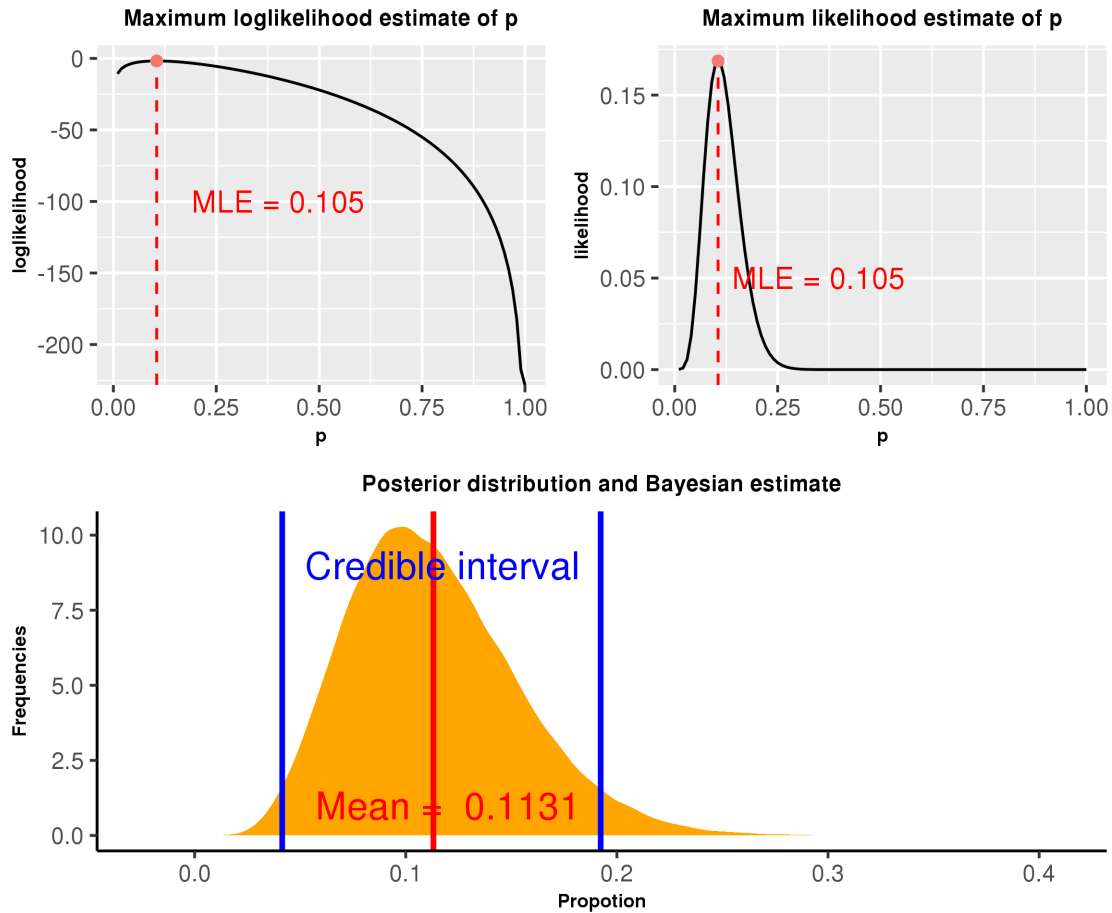 Maximum loglikelihood estimate of p
0
-50
-100
-150
-200
loglikelihood
MLE = 0.105
0.00
0.25
0.50
0.75
1.00
p
Maximum likelihood estimate of p
0.15
0.10
0.05
0.00
likelihood
MLE = 0.105
0.00
0.25
0.50
0.75
1.00
p
Posterior distribution and Bayesian estimate
10.0
7.5
5.0
2.5
0.0
Frequencies
Credible interval
Mean =  0.1131
0.0
0.1
0.2
0.3
0.4
Propotion